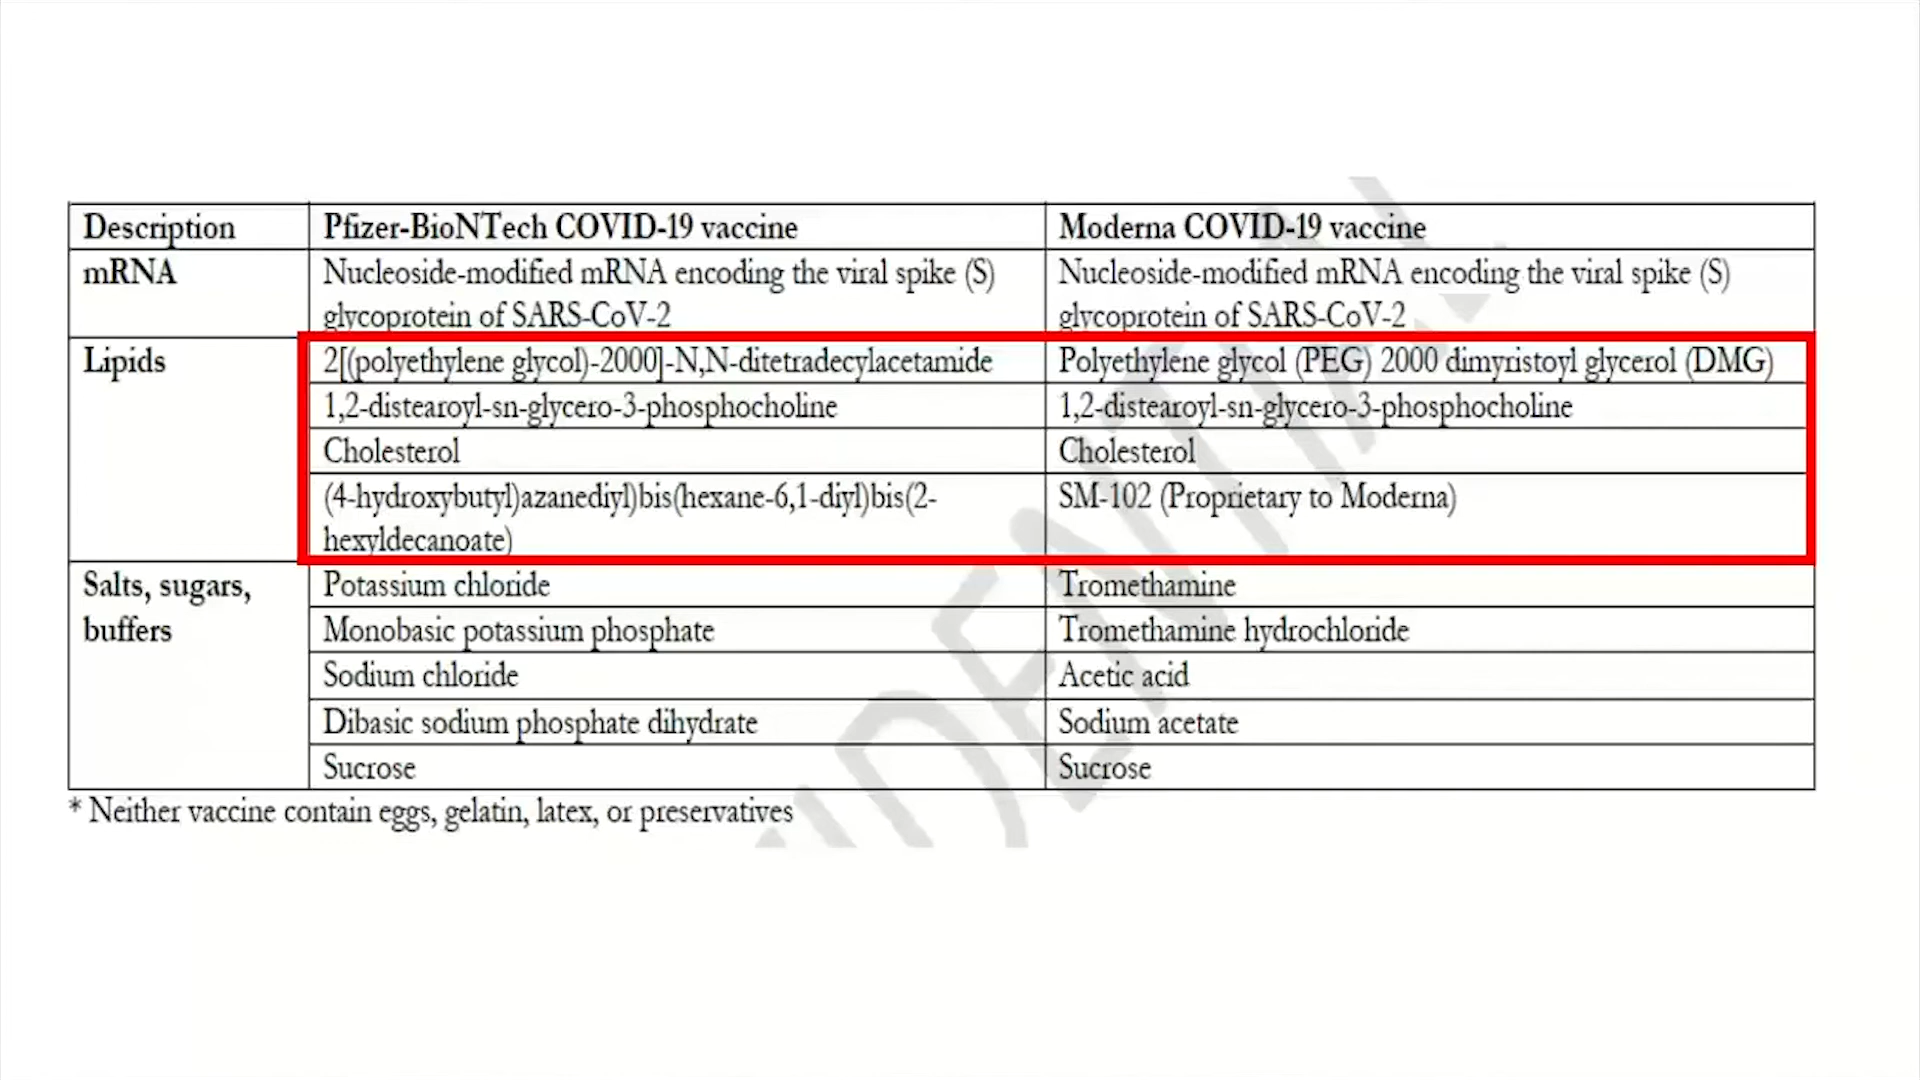 Description Pfizer-BioNTech COVID-19 vaccine Moderna COVID-19 vaccine
mRNA Nucleoside-modified mRNA encoding the viral spike (S) Nucleoside-modified mRNA encoding the viral spike (S)
glycoprotein of SARS-CoV-2 glycoprotein of SARS-CoV-2
Lipids 2[(polyethylene glycol)-2000]-N,N-ditetradecylacetamide Polyethylene glycol (PEG) 2000 dimyristoyl glycerol (DMG)
1,2-distearoyl-sn-glycero-3-phosphocholine 1,2-distearoyl-sn-glycero-3-phosphocholine
Cholesterol Cholesterol
(4-hydroxybutyl)azanediyl)bis(hexane-6,1-diyl)bis(2- SM-102 (Proprietary to Moderna)
hexyldecanoate)
Salts, sugars, Potassium chloride Tromethamine
buffers Monobasic potassium phosphate Tromethamine hydrochloride
Sodium chloride Acetic acid
Dibasic sodium phosphate dihydrate Sodium acetate
Sucrose Sucrose
* Neither vaccine contain eggs, gelatin, latex, or preservatives